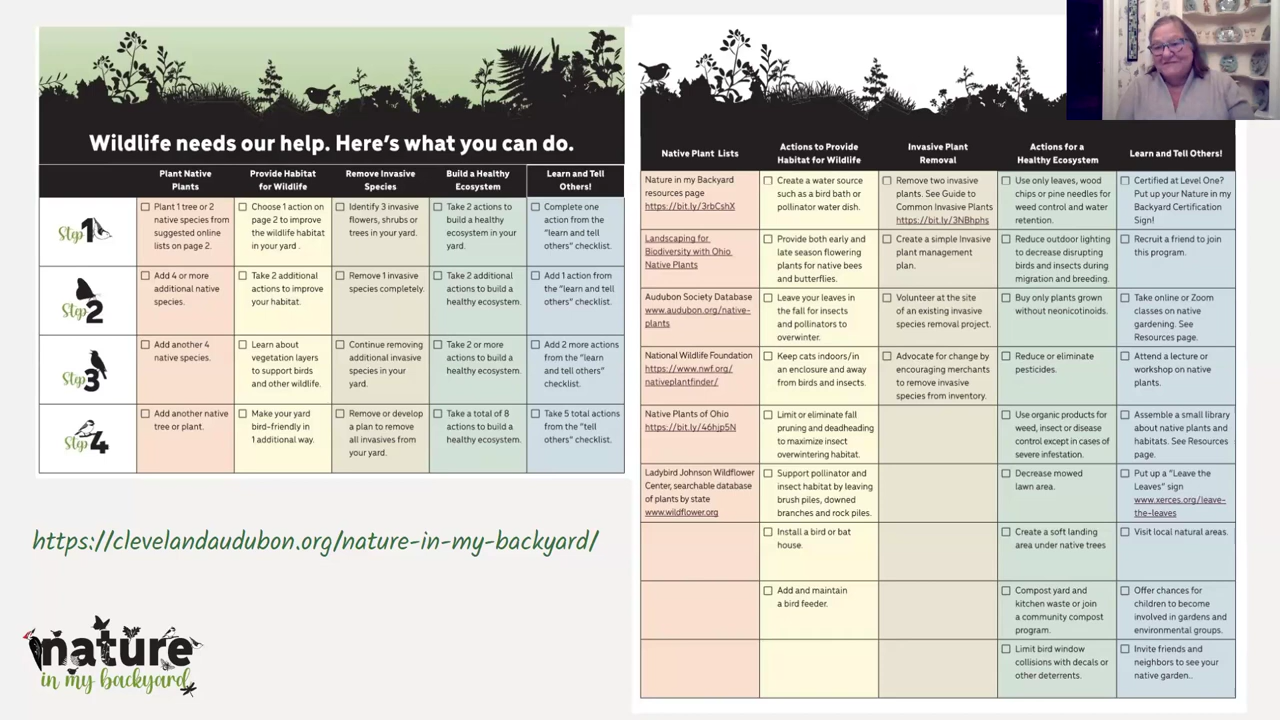 Wildlife needs our help. Here's what you can do.
Plant Native
Plants
Provide Habitat
for Wildlife
Remove Invasive
Species
Build a Healthy
Ecosystem
Learn and Tell
Others!
Step 1
Plant 1 tree or 2
native species from
suggested online
lists on page 2.
Choose 1 action on
page 2 to improve
the wildlife habitat
in your yard .
Identify 3 invasive
flowers, shrubs or
trees in your yard.
Take 2 actions to
build a healthy
ecosystem in your
yard.
Complete one
action from the
"learn and tell
others" checklist.
Step 2
Add 4 or more
additional native
species.
Take 2 additional
actions to improve
your habitat.
Remove 1 invasive
species completely.
Take 2 additional
actions to build a
healthy ecosystem.
Add 1 action from
the "learn and tell
others" checklist.
Step 3
Add another 4
native species.
Learn about
vegetation layers
to support birds
and other wildlife.
Continue removing
additional invasive
species in your
yard.
Take 2 or more
actions to build a
healthy ecosystem.
Add 2 more actions
from the "learn
and tell others"
checklist.
Step 4
Add another native
tree or plant.
Make your yard
bird-friendly in
1 additional way.
Remove or develop
a plan to remove
all invasives from
your yard.
Take a total of 8
actions to build a
healthy ecosystem.
Take 5 total actions
from the "tell
others" checklist.
https://clevelandaudubon.org/nature-in-my-backyard/
nature
in my backyard
Native Plant Lists
Actions to Provide
Habitat for Wildlife
Invasive Plant
Removal
Actions for a
Healthy Ecosystem
Learn and Tell Others!
Nature in my Backyard
resources page
https://bit.ly/3rbCshX
Create a water source
such as a bird bath or
pollinator water dish.
Remove two invasive
plants. See Guide to
Common Invasive Plants
https://bit.ly/3NBhphs
Use only leaves, wood
chips or pine needles for
weed control and water
retention.
Certified at Level One?
Put up your Nature in my
Backyard Certification
Sign!
Landscaping for
Biodiversity with Ohio
Native Plants
Provide both early and
late season flowering
plants for native bees
and butterflies.
Create a simple Invasive
plant management
plan.
Reduce outdoor lighting
to decrease disrupting
birds and insects during
migration and breeding.
Recruit a friend to join
this program.
Audubon Society Database
www.audubon.org/native-
plants
Leave your leaves in
the fall for insects
and pollinators to
overwinter.
Volunteer at the site
of an existing invasive
species removal project.
Buy only plants grown
without neonicotinoids.
Take online or Zoom
classes on native
gardening. See
Resources page.
National Wildlife Foundation
https://www.nwf.org/
nativeplantfinder/
Keep cats indoors/in
an enclosure and away
from birds and insects.
Advocate for change by
encouraging merchants
to remove invasive
species from inventory.
Reduce or eliminate
pesticides.
Attend a lecture or
workshop on native
plants.
Native Plants of Ohio
https://bit.ly/46hjp5N
Limit or eliminate fall
pruning and deadheading
to maximize insect
overwintering habitat.
Use organic products for
weed, insect or disease
control except in cases of
severe infestation.
Assemble a small library
about native plants and
habitats. See Resources
page.
Ladybird Johnson Wildflower
Center, searchable database
of plants by state
www.wildflower.org
Support pollinator and
insect habitat by leaving
brush piles, downed
branches and rock piles.
Decrease mowed
lawn area.
Put up a "Leave the
Leaves" sign
www.xerces.org/leave-
the-leaves
Install a bird or bat
house.
Create a soft landing
area under native trees
Visit local natural areas.
Add and maintain
a bird feeder.
Compost yard and
kitchen waste or join
a community compost
program.
Offer chances for
children to become
involved in gardens and
environmental groups.
Limit bird window
collisions with decals or
other deterrents.
Invite friends and
neighbors to see your
native garden..